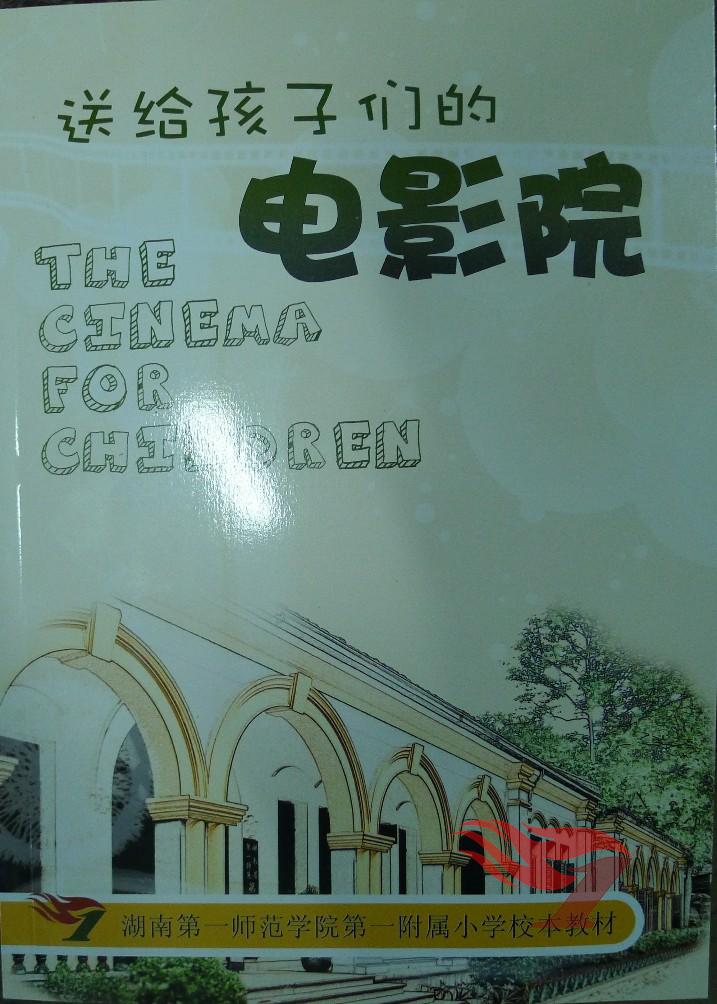 送给孩子们的
电影院
THE
CINEMA
FOR
CHILDREN
湖南第一师范学院第一附属小学校本教材